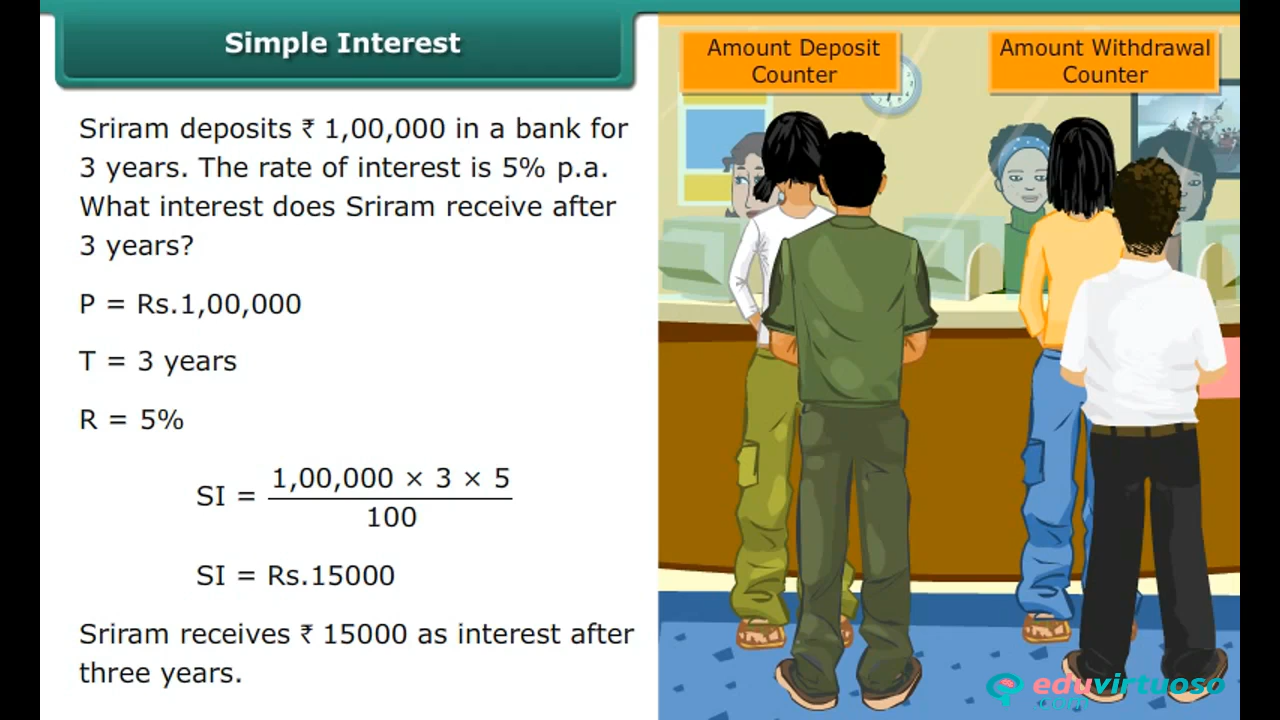 Simple Interest
Sriram deposits ₹ 1,00,000 in a bank for
3 years. The rate of interest is 5% p.a.
What interest does Sriram receive after
3 years?
P = Rs.1,00,000
T = 3 years
R = 5%
SI = 1,00,000 × 3 × 5
100
SI = Rs.15000
Sriram receives ₹ 15000 as interest after
three years.
Amount Deposit
Counter
Amount Withdrawal
Counter
eduvirtuoso
.com